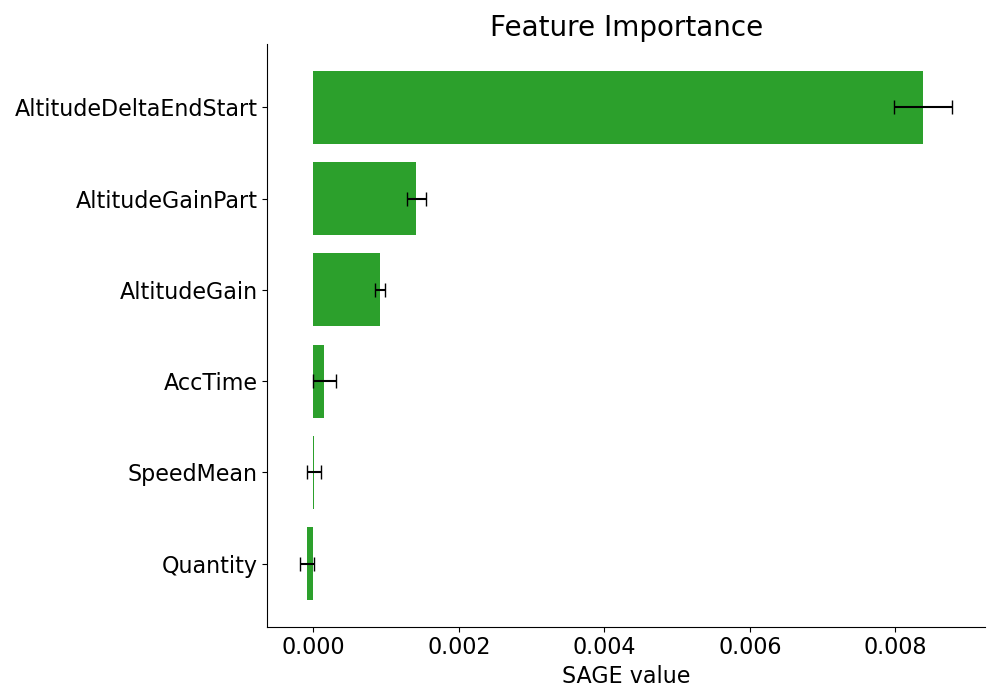 Feature Importance
AltitudeDeltaEndStart
AltitudeGainPart
AltitudeGain
AccTime
SpeedMean
Quantity
0.000 0.002 0.004 0.006 0.008
SAGE value